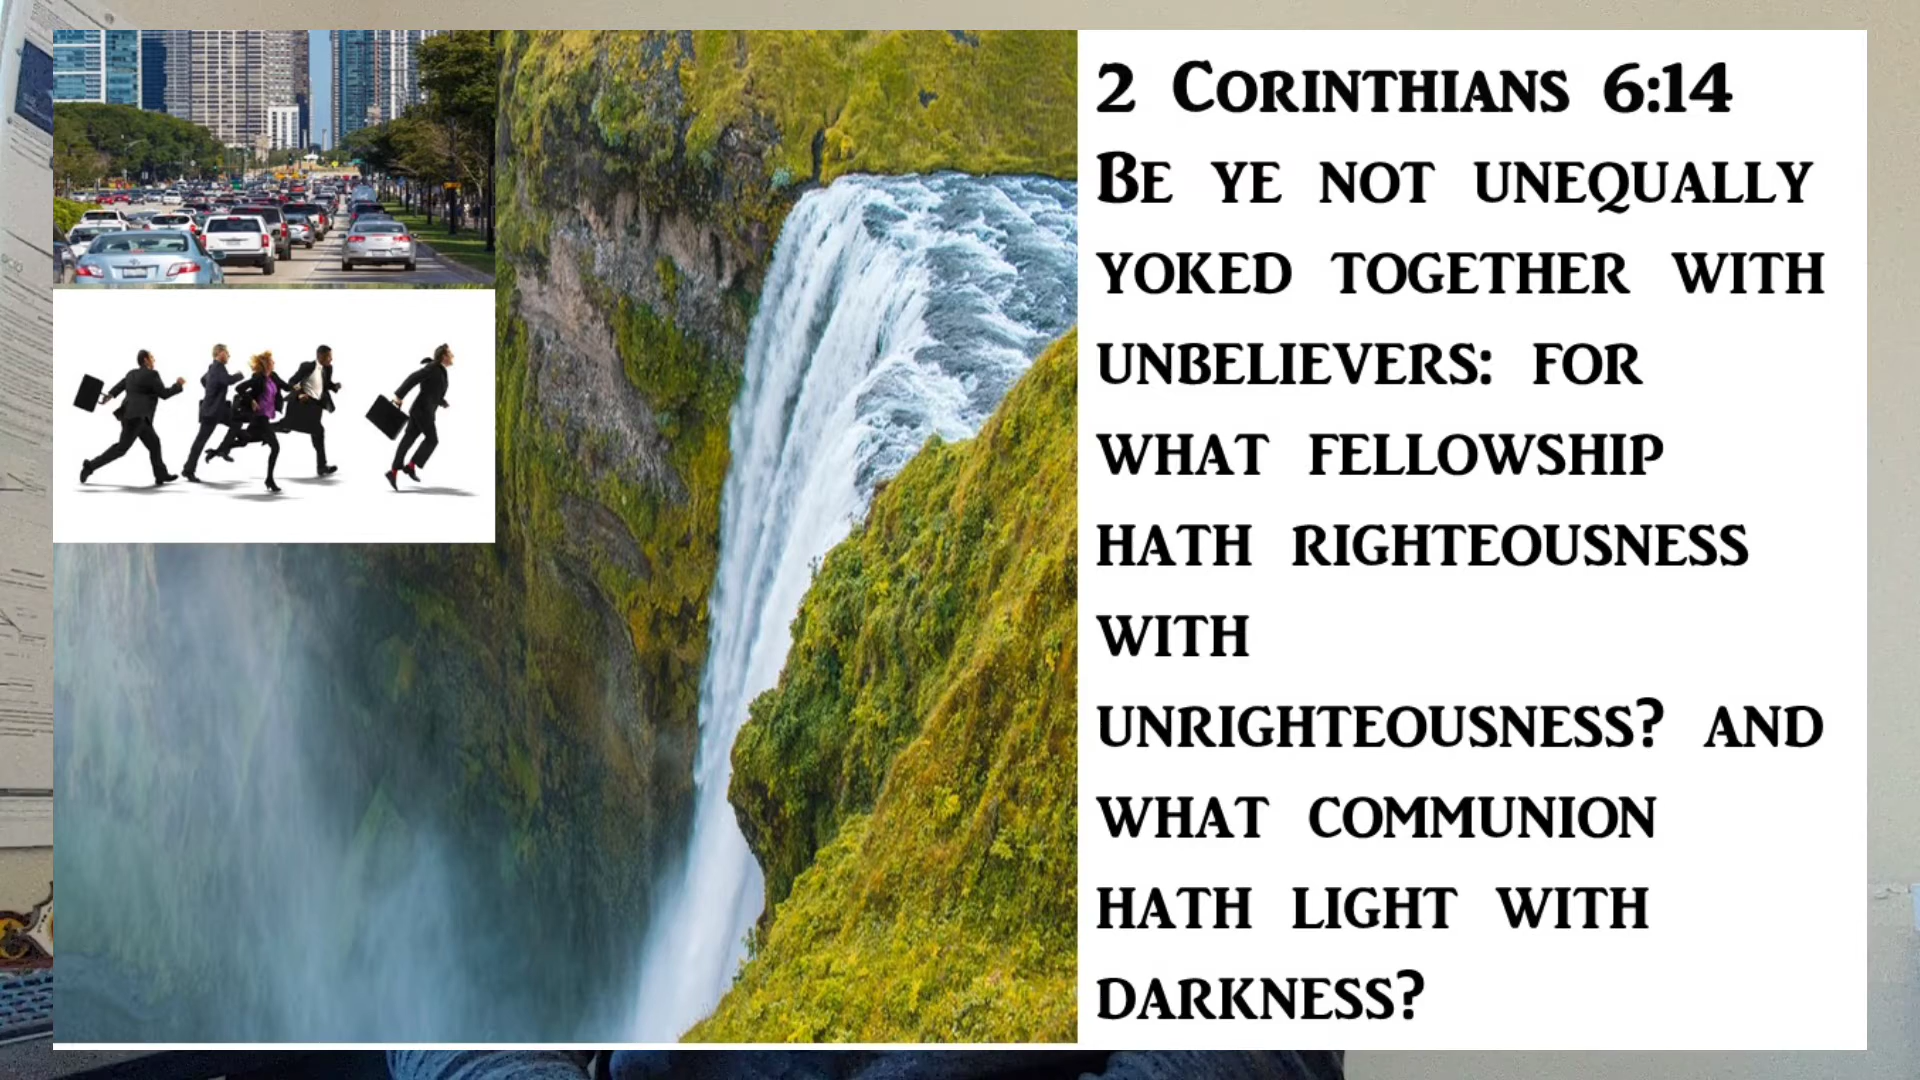 2 Corinthians 6:14
Be ye not unequally
yoked together with
unbelievers: for
what fellowship
hath righteousness
with
unrighteousness? and
what communion
hath light with
darkness?